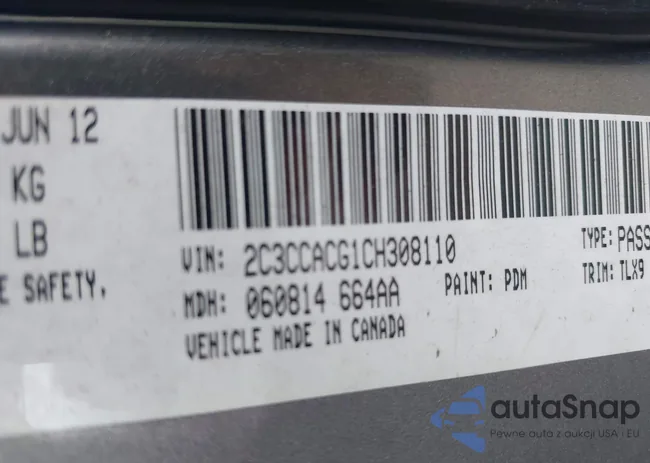 JUN 12
KG
LB
E SAFETY.
VIN: 2C3CCACG1CH308110
TYPE: PASS
MDH: 060814 664AA
PAINT: PDM
TRIM: TLX9
VEHICLE MADE IN CANADA
autaSnap
Pewne auta z aukcji USA i EU